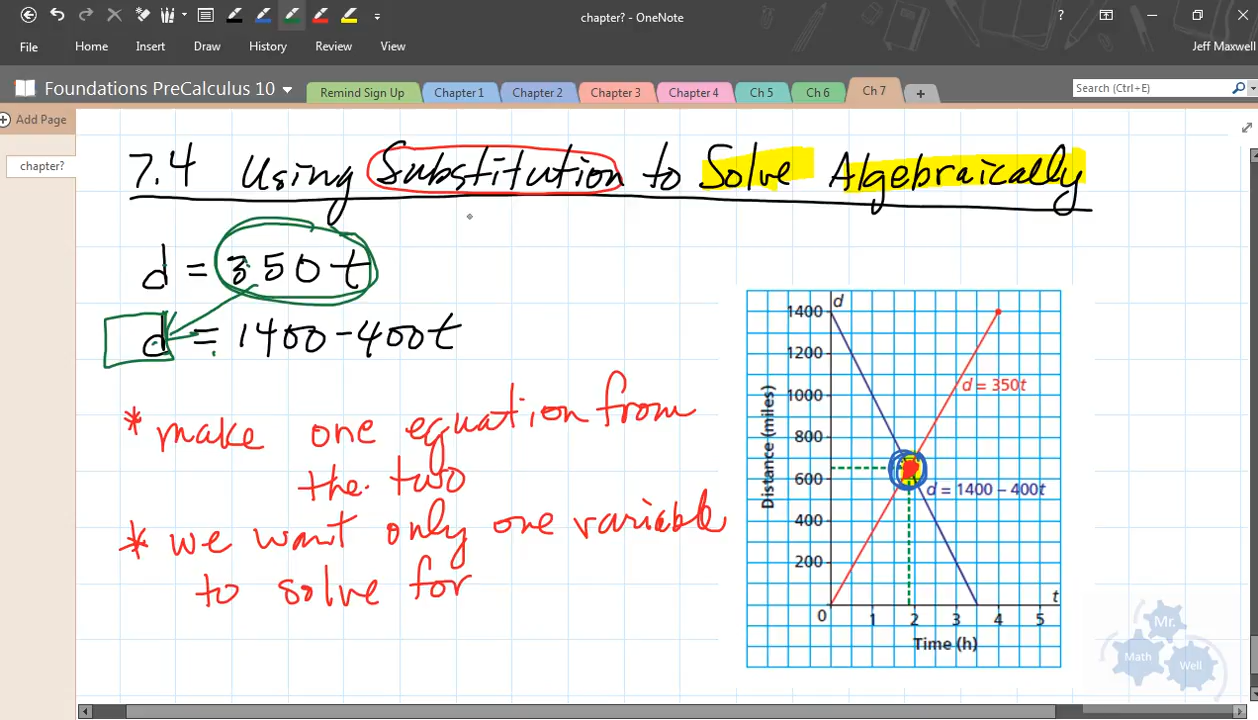 chapter? - OneNote
?
File
Home
Insert
Draw
History
Review
View
Jeff Maxwell
Foundations PreCalculus 10
Remind Sign Up
Chapter 1
Chapter 2
Chapter 3
Chapter 4
Ch 5
Ch 6
Ch 7
+
Search (Ctrl+E)
Add Page
chapter?
7.4 Using Substitution to Solve Algebraically
d = 350t
d = 1400 - 400t
* make one equation from
the two
* we want only one variable
to solve for
d
1400
1200
1000
800
600
400
200
0
1 2 3 4 5
t
Distance (miles)
Time (h)
d = 350t
d = 1400 – 400t
Mr.
Math
Well